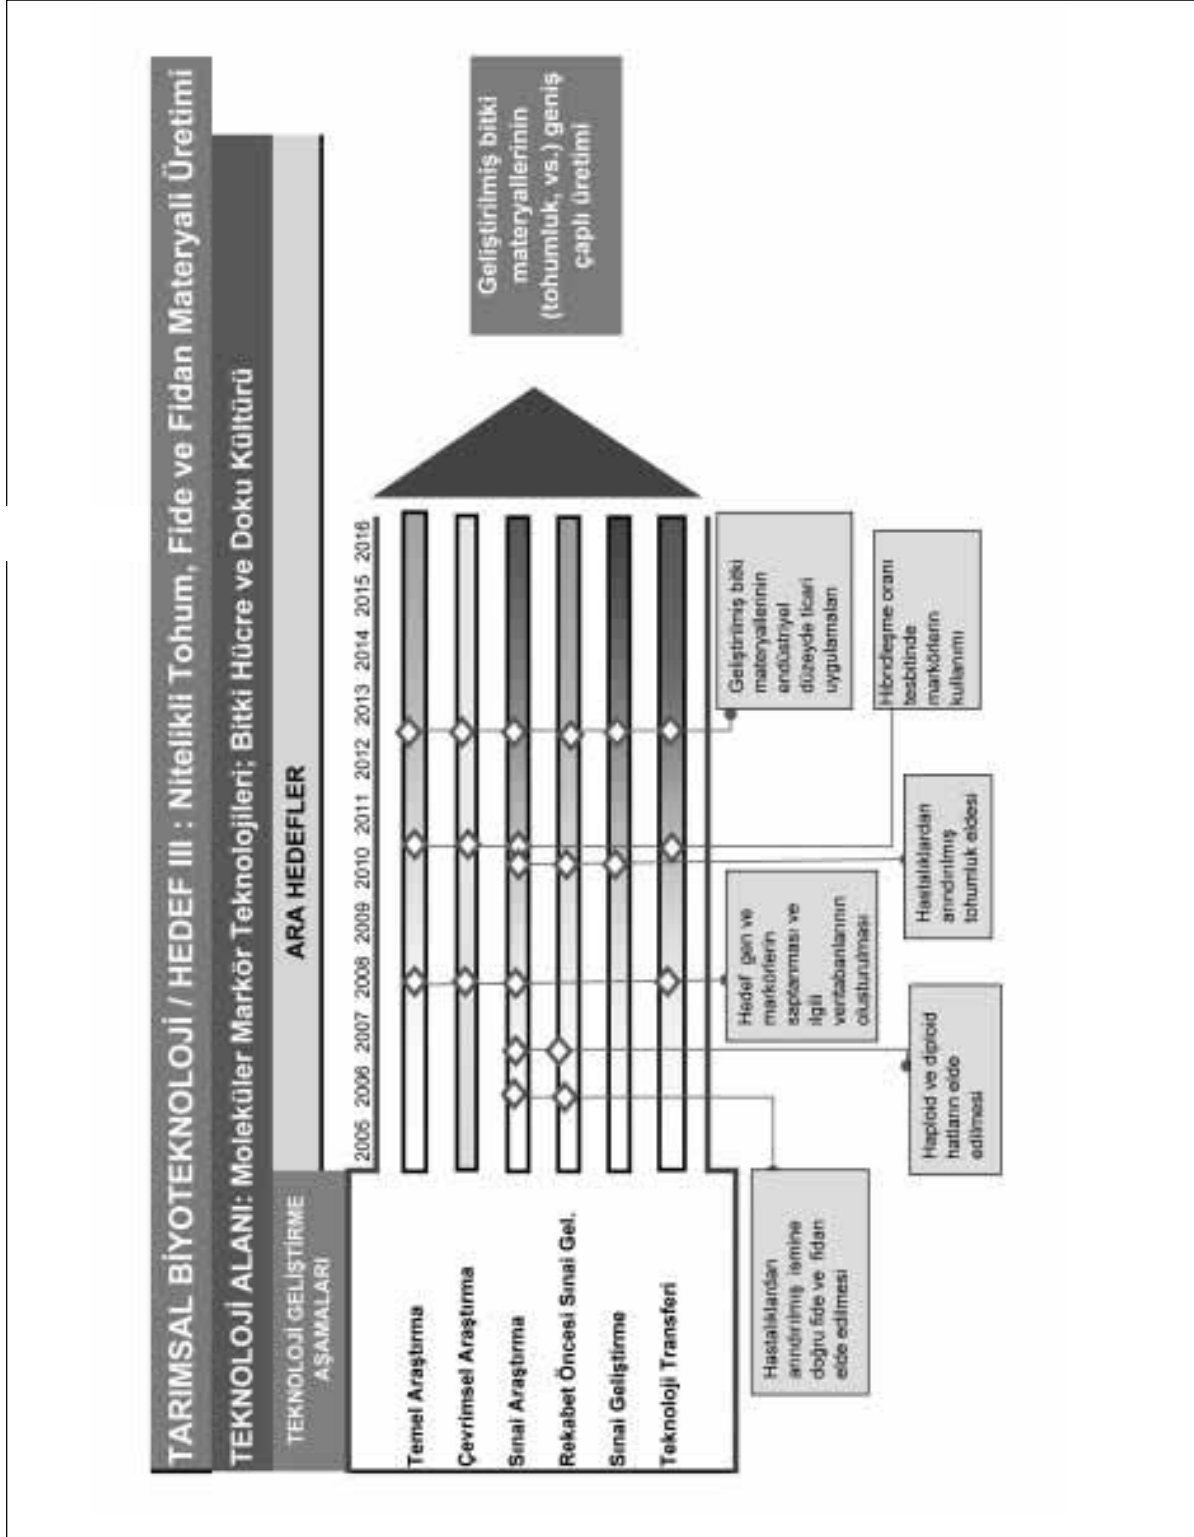 TARIMSAL BİYOTEKNOLOJİ / HEDEF III : Nitelikli Tohum, Fide ve Fidan Materyali Üretimi
TEKNOLOJİ ALANI: Moleküler Markör Teknolojileri; Bitki Hücre ve Doku Kültürü
TEKNOLOJİ GELİŞTİRME
AŞAMALARI
ARA HEDEFLER
2005 2006 2007 2008 2009 2010 2011 2012 2013 2014 2015 2016
Temel Araştırma
Çevrimsel Araştırma
Sınai Araştırma
Rekabet Öncesi Sınai Gel.
Sınai Geliştirme
Teknoloji Transferi
Geliştirilmiş bitki
materyallerinin
(tohumluk, vs.) geniş
çaplı üretimi
Hastalıklardan
arındırılmış ismine
doğru fide ve fidan
elde edilmesi
Haploid ve diploid
hatların elde
edilmesi
Hedef gen ve
markörlerin
saptanması ve
ilgili
veritabanlarının
oluşturulması
Hastalıklardan
arındırılmış
tohumluk eldesi
Geliştirilmiş bitki
materyallerinin
endüstriyel
düzeyde ticari
uygulamaları
Hibridleşme oranı
tesbitinde
markörlerin
kullanımı